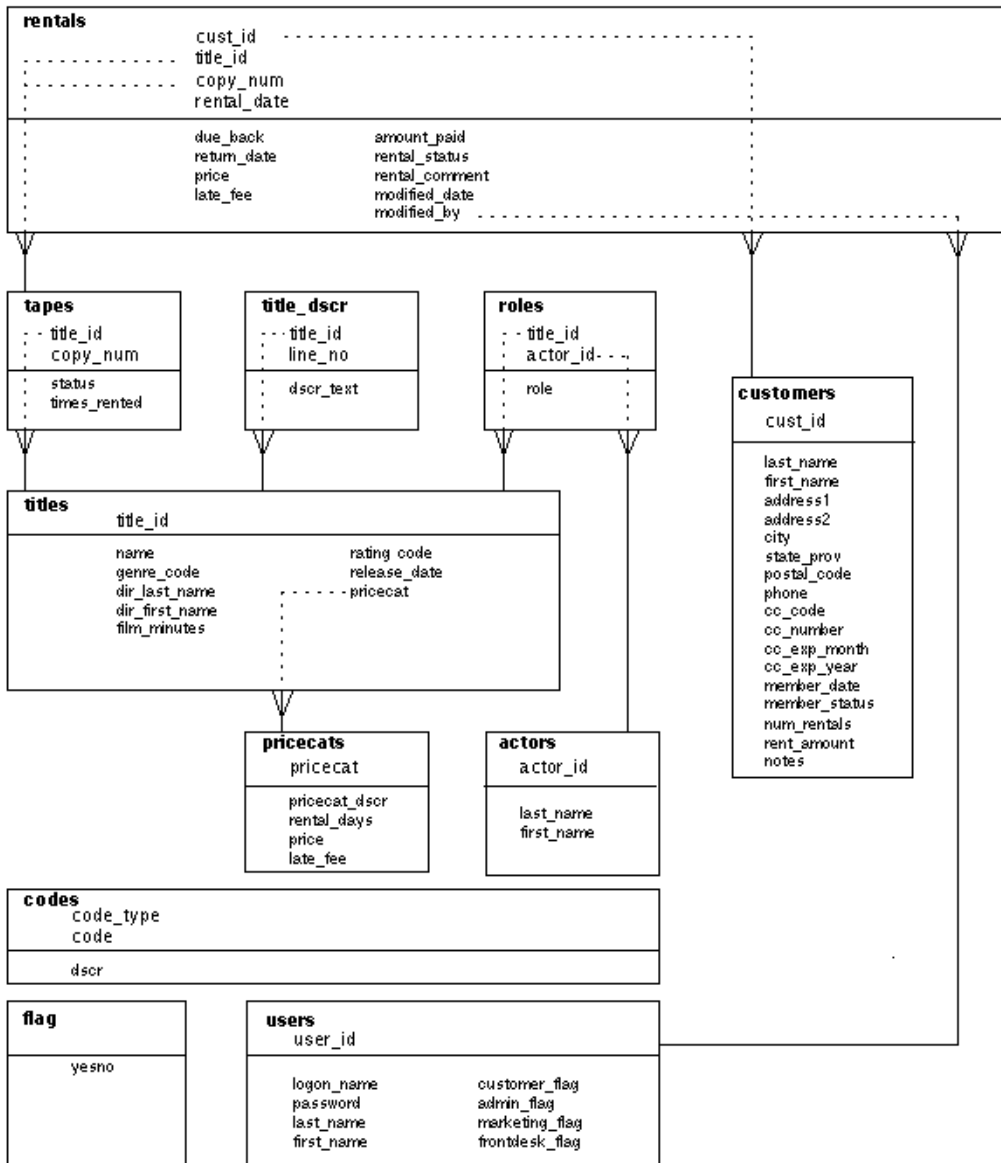 rentals
cust_id
title_id
copy_num
rental_date
due_back amount_paid
return_date rental_status
price rental_comment
late_fee modified_date
modified_by
tapes
title_id
copy_num
status
times_rented
title_dscr
title_id
line_no
dscr_text
roles
title_id
actor_id
role
customers
cust_id
last_name
first_name
address1
address2
city
state_prov
postal_code
phone
cc_code
cc_number
cc_exp_month
cc_exp_year
member_date
member_status
num_rentals
rent_amount
notes
titles
title_id
name rating_code
genre_code release_date
dir_last_name pricecat
dir_first_name
film_minutes
pricecats
pricecat
pricecat_dscr
rental_days
price
late_fee
actors
actor_id
last_name
first_name
codes
code_type
code
dscr
flag
yesno
users
user_id
logon_name customer_flag
password admin_flag
last_name marketing_flag
first_name frontdesk_flag